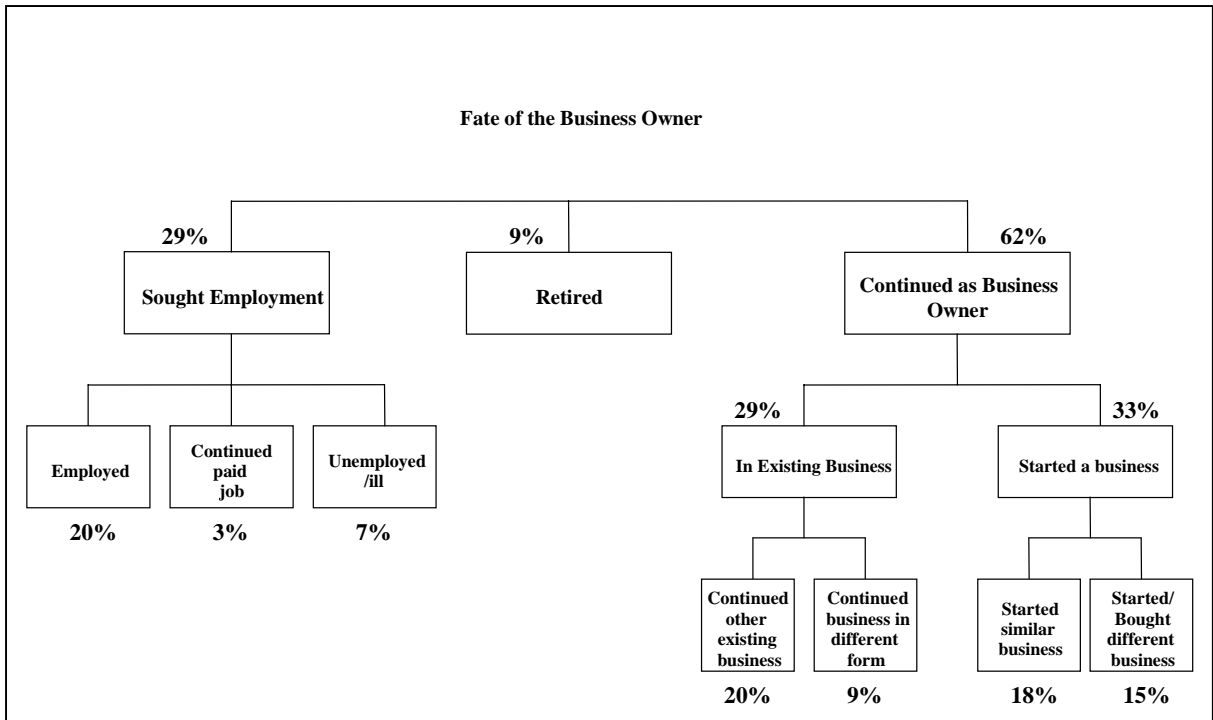 Fate of the Business Owner
29%
9%
62%
Sought Employment
Retired
Continued as Business
Owner
29%
33%
Employed
Continued
paid
job
Unemployed
/ill
In Existing Business
Started a business
20%
3%
7%
Continued
other
existing
business
Continued
business in
different
form
Started
similar
business
Started/
Bought
different
business
20%
9%
18%
15%